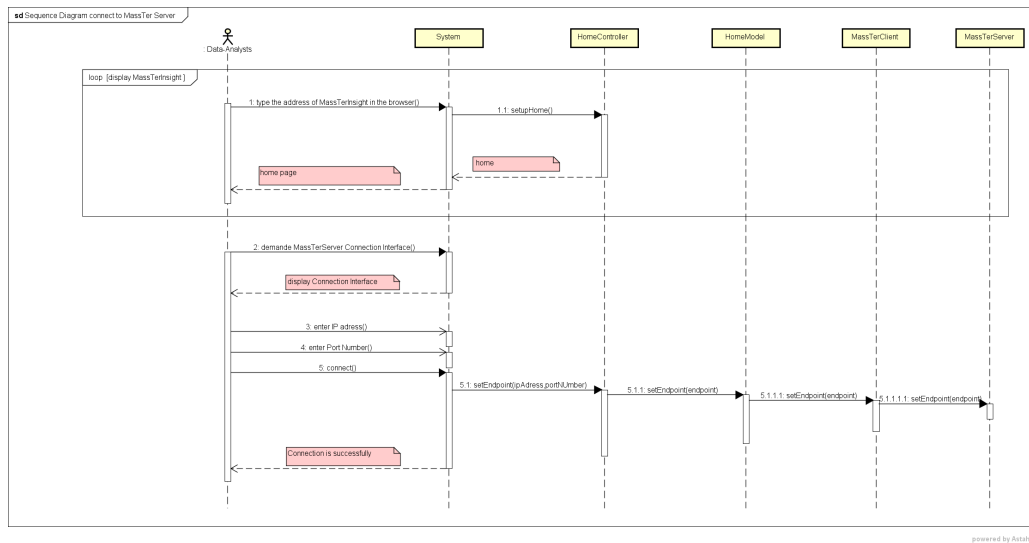 sd Sequence Diagram connect to MassTer Server
: Data-Analysts
System
HomeController
HomeModel
MassTerClient
MassTerServer
loop [display MassTerInsight ]
1: type the address of MassTerInsight in the browser()
1.1: setupHome()
home
home page
2: demande MassTerServer Connection Interface()
display Connection Interface
3: enter IP adress()
4: enter Port Number()
5: connect()
5.1: setEndpoint(ipAdress,portNUmber)
5.1.1: setEndpoint(endpoint)
5.1.1.1: setEndpoint(endpoint)
5.1.1.1.1: setEndpoint(endpoint)
Connection is successfully
powered by Astah